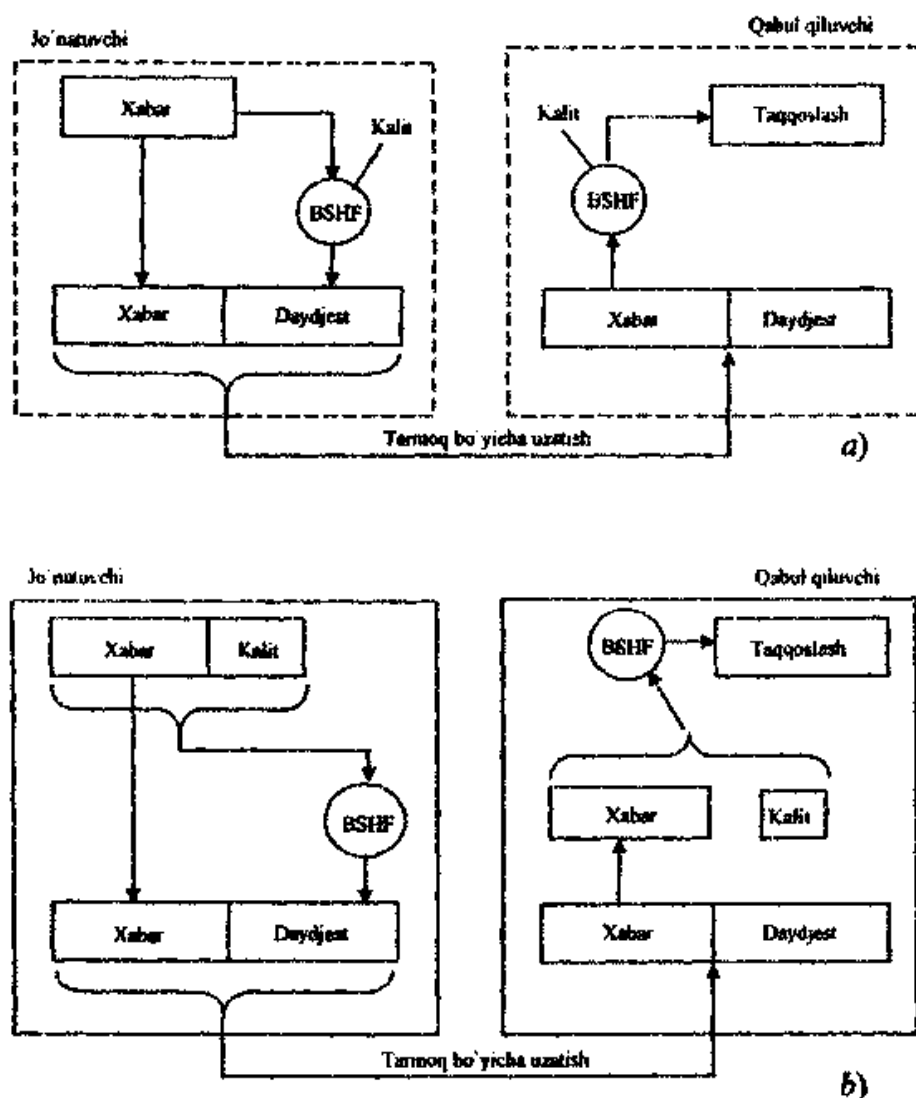 Jo`natuvchi
Qabul qiluvchi
Xabar
Kalit
BSHF
Xabar
Daydjest
Kalit
BSHF
Taqqoslash
Xabar
Daydjest
Tarmoq bo`yicha uzatish
a)
Jo`natuvchi
Qabul qiluvchi
Xabar
Kalit
BSHF
Xabar
Daydjest
BSHF
Taqqoslash
Xabar
Kalit
Xabar
Daydjest
Tarmoq bo`yicha uzatish
b)